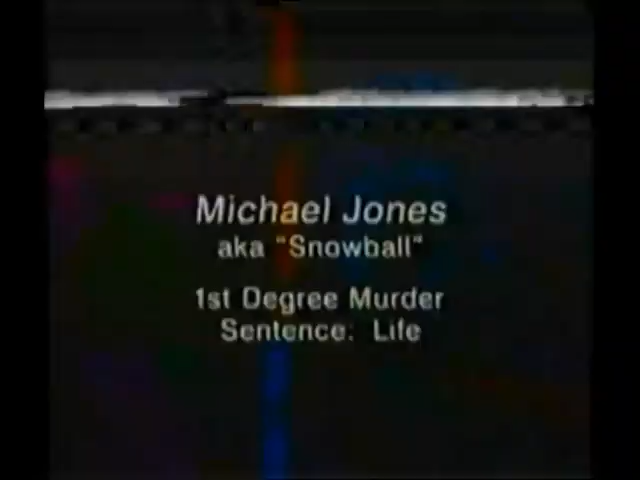 Michael Jones
aka "Snowball"
1st Degree Murder
Sentence: Life